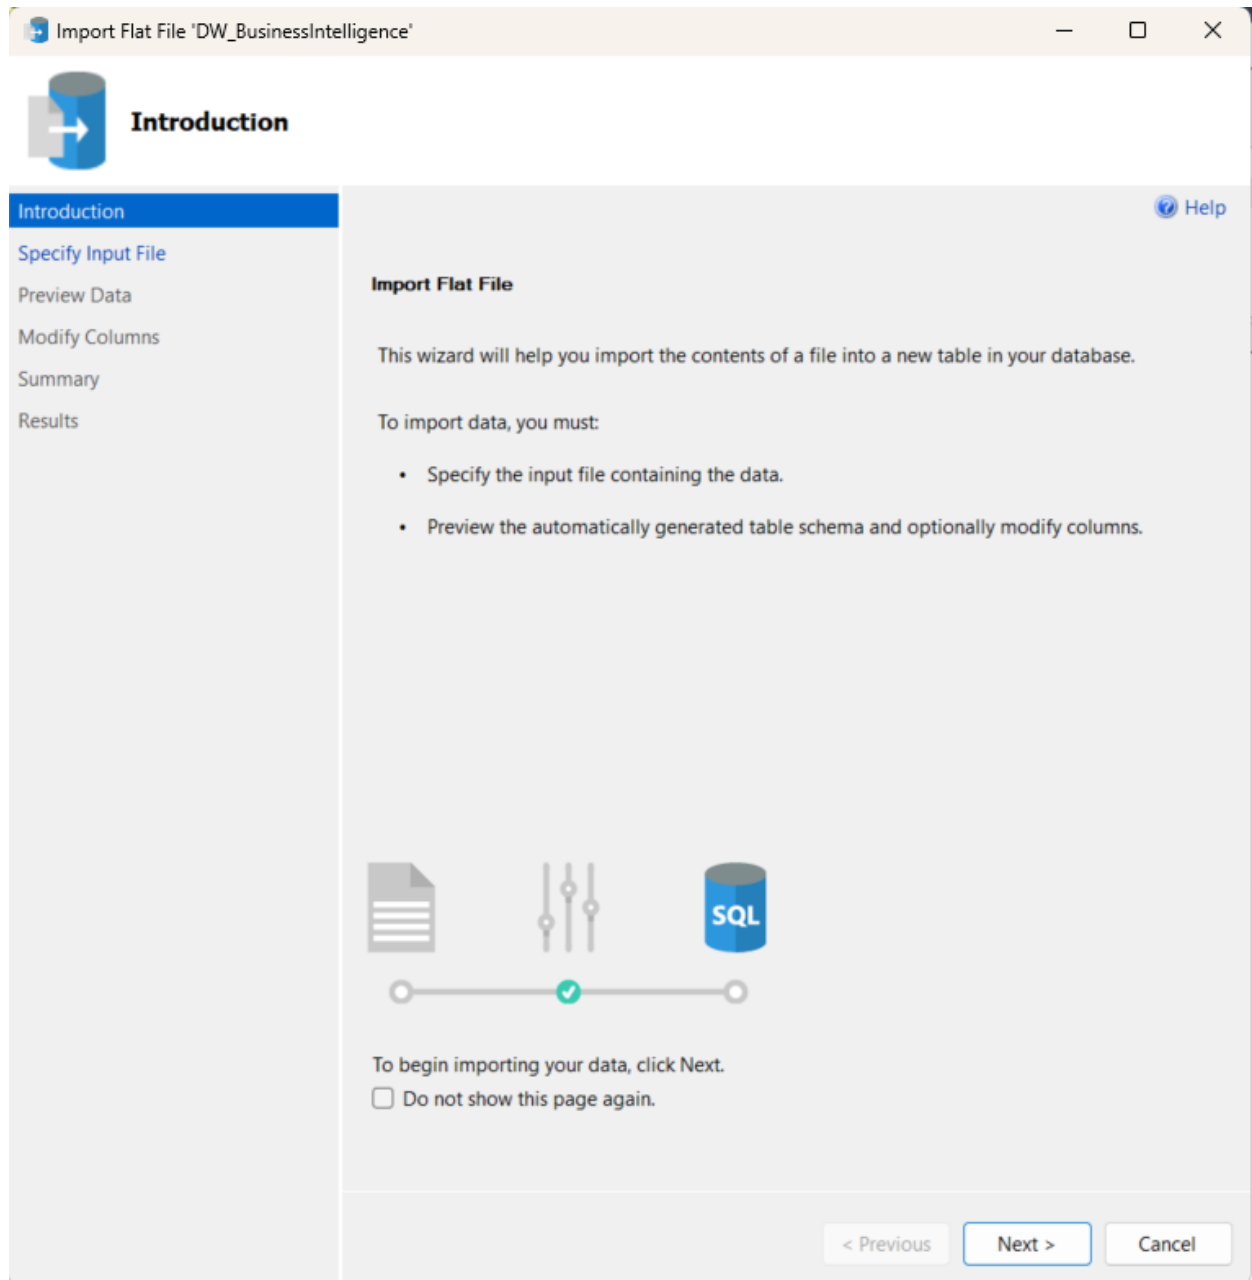 Import Flat File 'DW_BusinessIntelligence'
Introduction
Introduction
Specify Input File
Preview Data
Modify Columns
Summary
Results
Help
Import Flat File
This wizard will help you import the contents of a file into a new table in your database.
To import data, you must:
• Specify the input file containing the data.
• Preview the automatically generated table schema and optionally modify columns.
SQL
To begin importing your data, click Next.
Do not show this page again.
< Previous
Next >
Cancel